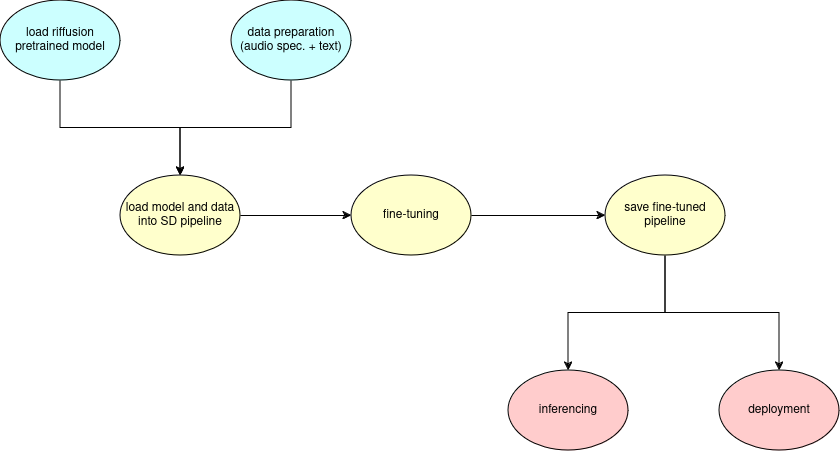 load riffusion
pretrained model
data preparation
(audio spec. + text)
load model and data
into SD pipeline
fine-tuning
save fine-tuned
pipeline
inferencing
deployment